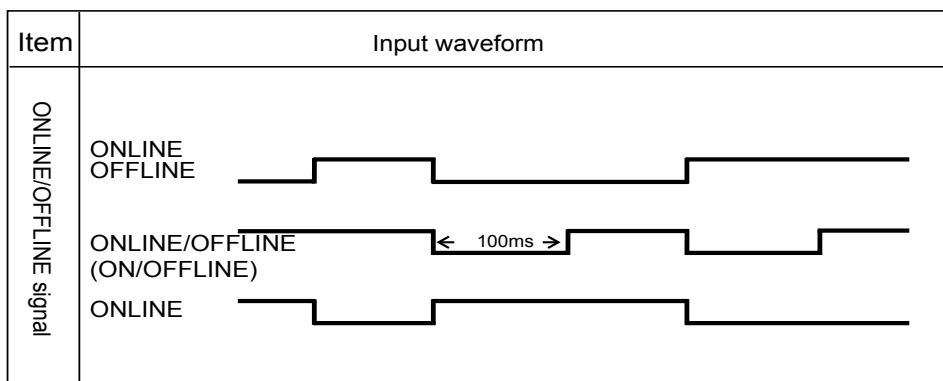 Item
Input waveform
ONLINE/OFFLINE signal
ONLINE
OFFLINE
ONLINE/OFFLINE
(ON/OFFLINE)
100ms
ONLINE